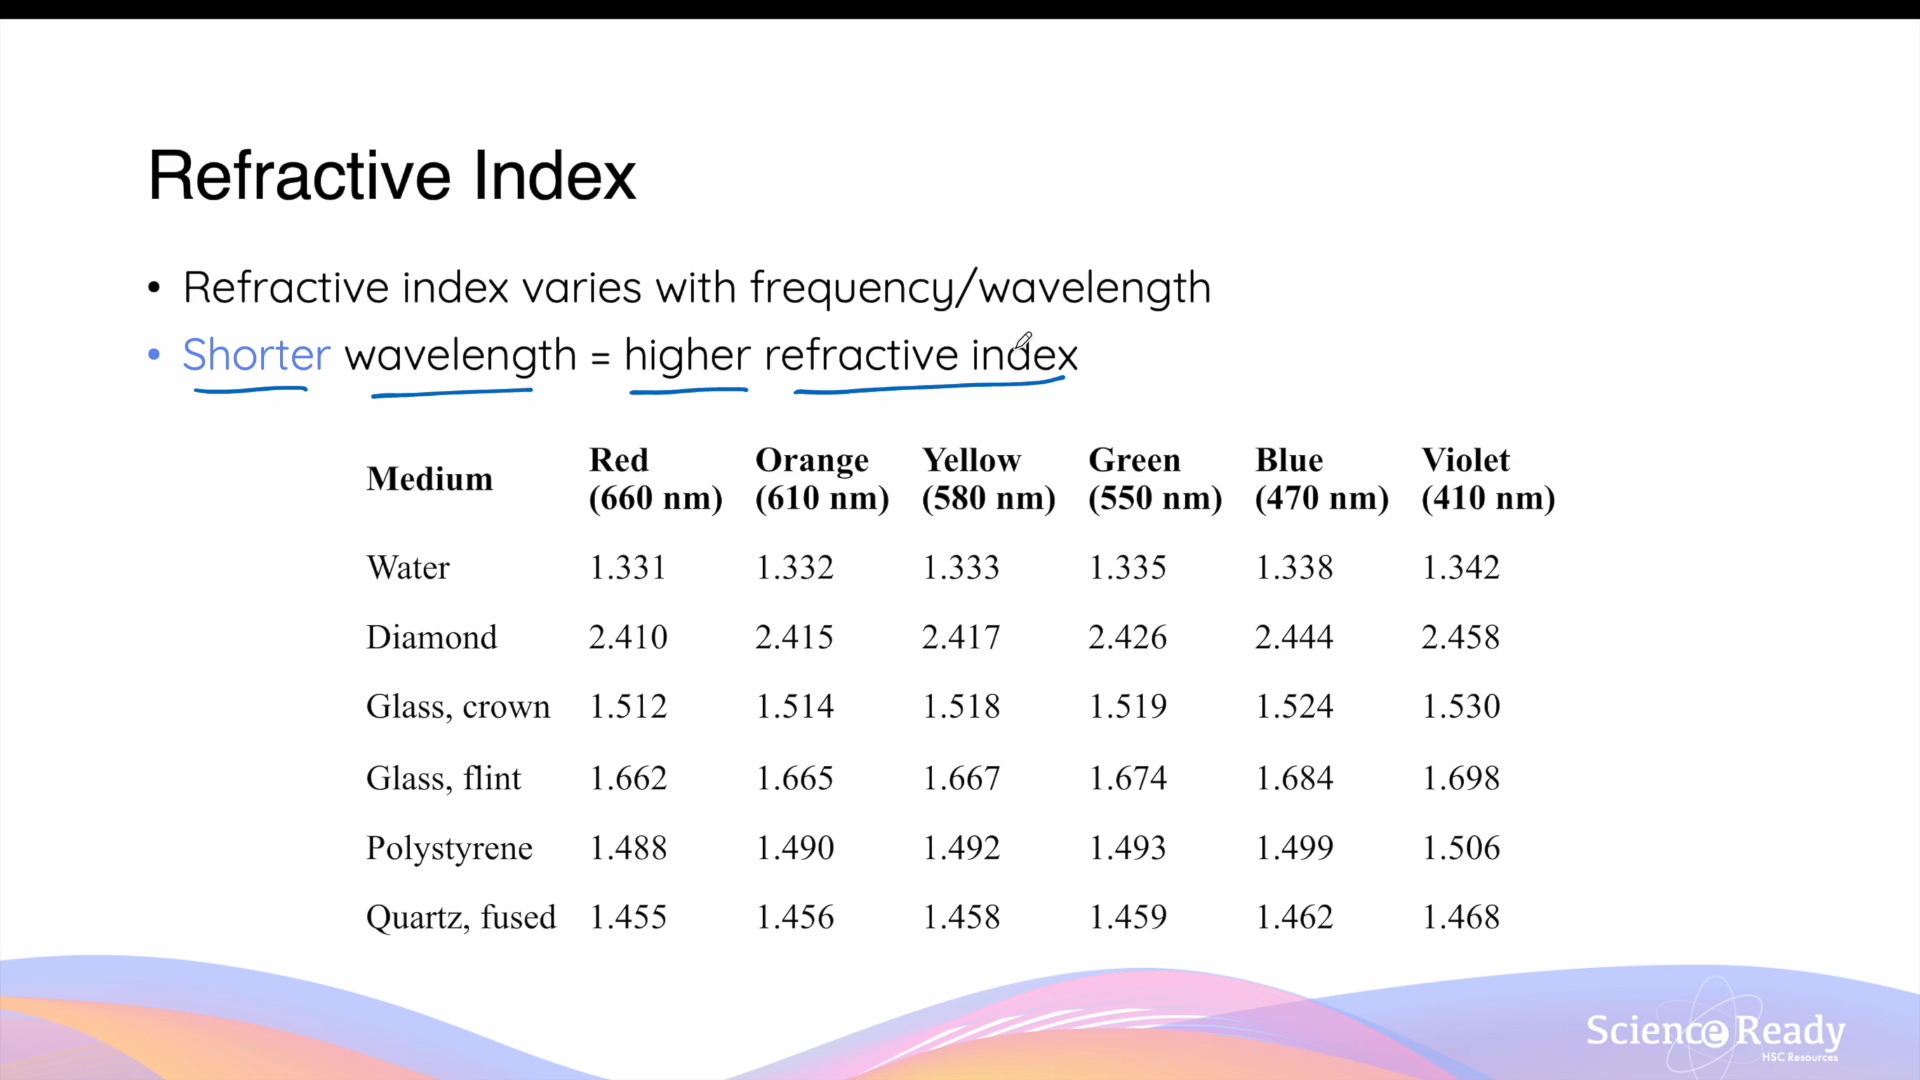 Refractive Index
• Refractive index varies with frequency/wavelength
• Shorter wavelength = higher refractive index
Medium Red (660 nm) Orange (610 nm) Yellow (580 nm) Green (550 nm) Blue (470 nm) Violet (410 nm)
Water 1.331 1.332 1.333 1.335 1.338 1.342
Diamond 2.410 2.415 2.417 2.426 2.444 2.458
Glass, crown 1.512 1.514 1.518 1.519 1.524 1.530
Glass, flint 1.662 1.665 1.667 1.674 1.684 1.698
Polystyrene 1.488 1.490 1.492 1.493 1.499 1.506
Quartz, fused 1.455 1.456 1.458 1.459 1.462 1.468
Science Ready
HSC Resources